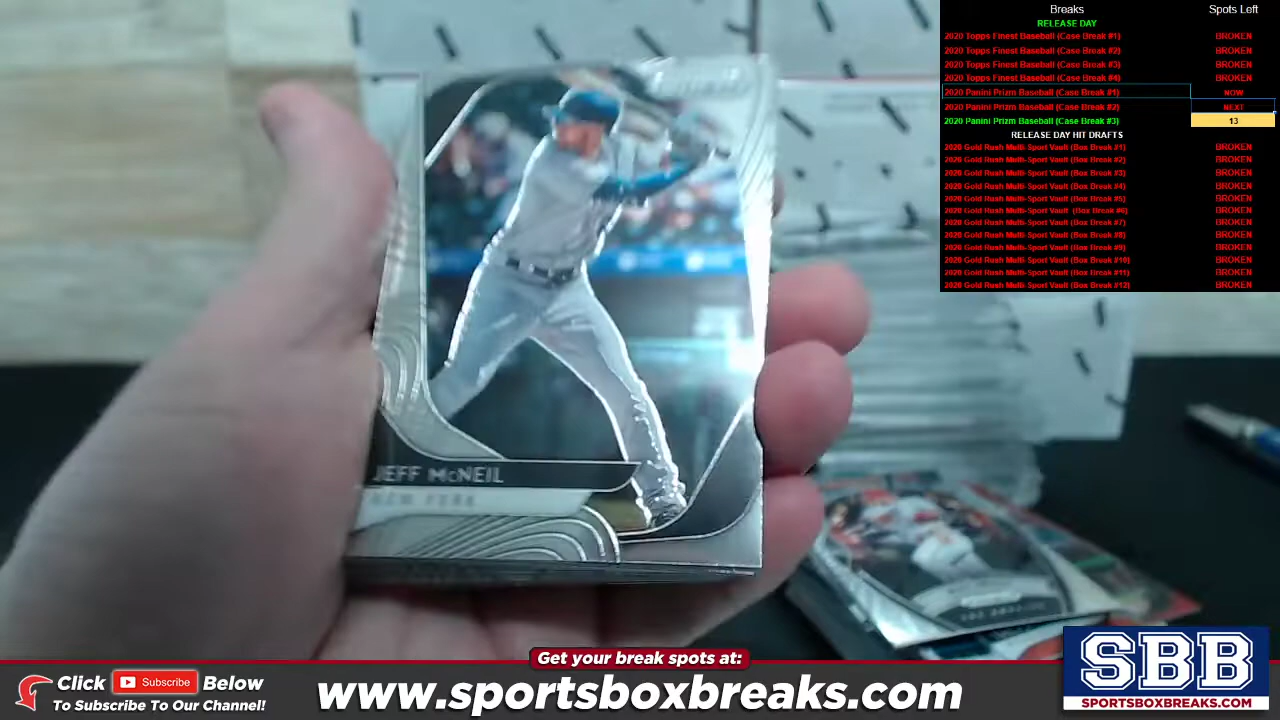 Breaks Spots Left
RELEASE DAY
2020 Topps Finest Baseball (Case Break #1) BROKEN
2020 Topps Finest Baseball (Case Break #2) BROKEN
2020 Topps Finest Baseball (Case Break #3) BROKEN
2020 Topps Finest Baseball (Case Break #4) BROKEN
2020 Panini Prizm Baseball (Case Break #1) NOW
2020 Panini Prizm Baseball (Case Break #2) NEXT
2020 Panini Prizm Baseball (Case Break #3) 13
RELEASE DAY HIT DRAFTS
2020 Gold Rush Multi-Sport Vault (Box Break #1) BROKEN
2020 Gold Rush Multi-Sport Vault (Box Break #2) BROKEN
2020 Gold Rush Multi-Sport Vault (Box Break #3) BROKEN
2020 Gold Rush Multi-Sport Vault (Box Break #4) BROKEN
2020 Gold Rush Multi-Sport Vault (Box Break #5) BROKEN
2020 Gold Rush Multi-Sport Vault (Box Break #6) BROKEN
2020 Gold Rush Multi-Sport Vault (Box Break #7) BROKEN
2020 Gold Rush Multi-Sport Vault (Box Break #8) BROKEN
2020 Gold Rush Multi-Sport Vault (Box Break #9) BROKEN
2020 Gold Rush Multi-Sport Vault (Box Break #10) BROKEN
2020 Gold Rush Multi-Sport Vault (Box Break #11) BROKEN
2020 Gold Rush Multi-Sport Vault (Box Break #12) BROKEN
JEFF McNEIL
NEW YORK
LOS ANGELES
Get your break spots at:
Click Subscribe Below
To Subscribe To Our Channel!
www.sportsboxbreaks.com
SBB
SPORTSBOXBREAKS.COM